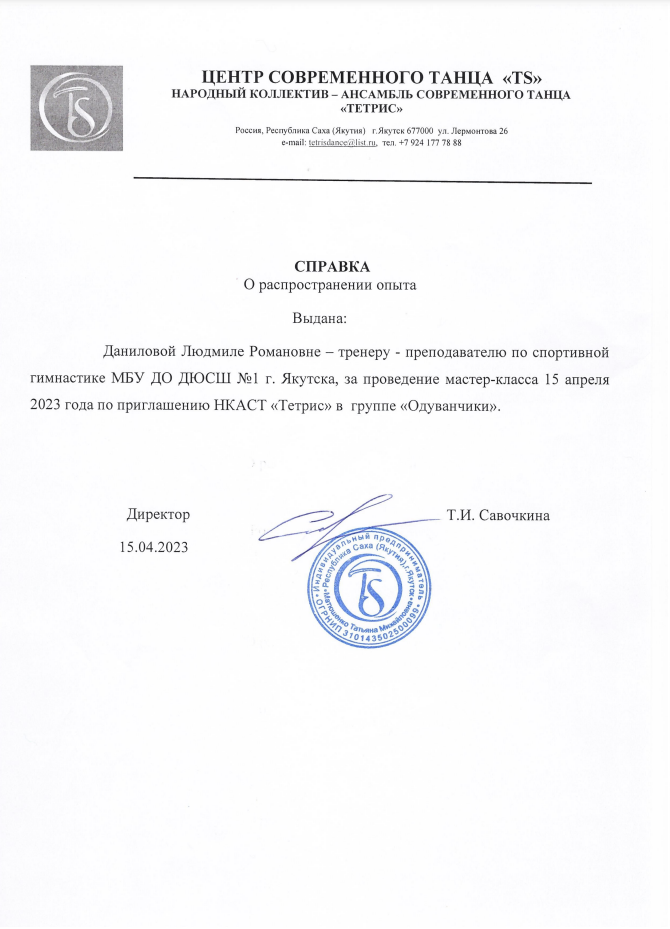 ЦЕНТР СОВРЕМЕННОГО ТАНЦА «TS»
НАРОДНЫЙ КОЛЛЕКТИВ – АНСАМБЛЬ СОВРЕМЕННОГО ТАНЦА
«ТЕТРИС»
Россия, Республика Саха (Якутия) г.Якутск 677000 ул. Лермонтова 26
e-mail: tetrisdance@list.ru, тел. +7 924 177 78 88
TS
СПРАВКА
О распространении опыта
Выдана:
Даниловой Людмиле Романовне – тренеру - преподавателю по спортивной
гимнастике МБУ ДО ДЮСШ №1 г. Якутска, за проведение мастер-класса 15 апреля
2023 года по приглашению НКАСТ «Тетрис» в группе «Одуванчики».
Директор
Т.И. Савочкина
15.04.2023
Индивидуальный предприниматель
Республика Саха (Якутия), г.Якутск
Татьяна Михайловна
ОГРНИП 310143502500099
TS